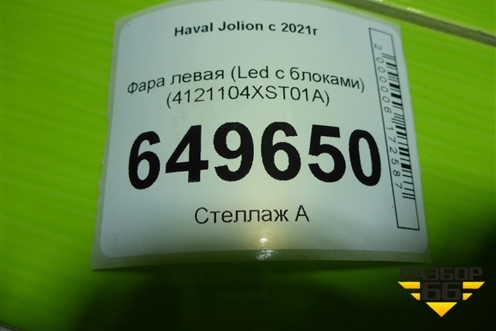 Haval Jolion с 2021г
Фара левая (Led с блоками)
(4121104XST01A)
649650
Стеллаж А
2000006172587
РАЗБОР
66